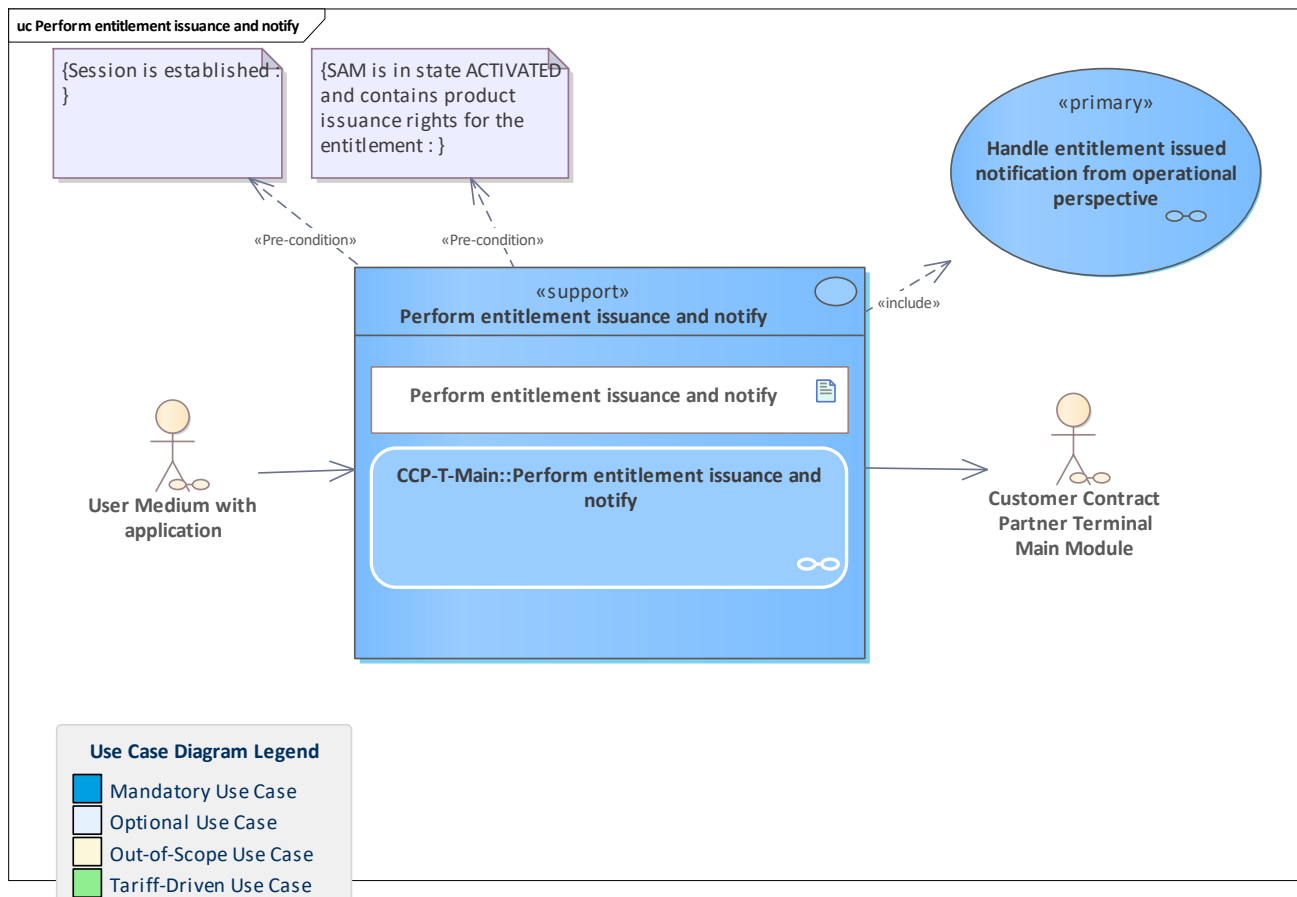 uc Perform entitlement issuance and notify
{Session is established :
}
{SAM is in state ACTIVATED
and contains product
issuance rights for the
entitlement : }
«primary»
Handle entitlement issued
notification from operational
perspective
«Pre-condition»
«Pre-condition»
«include»
«support»
Perform entitlement issuance and notify
Perform entitlement issuance and notify
CCP-T-Main::Perform entitlement issuance and
notify
User Medium with
application
Customer Contract
Partner Terminal
Main Module
Use Case Diagram Legend
Mandatory Use Case
Optional Use Case
Out-of-Scope Use Case
Tariff-Driven Use Case